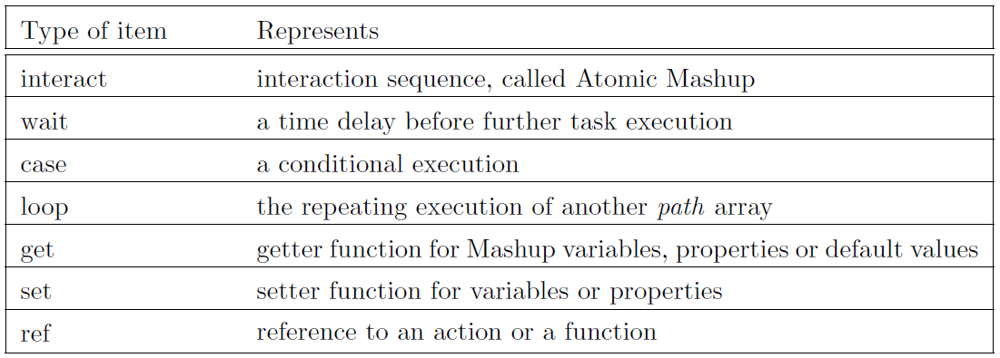 Type of item Represents
interact interaction sequence, called Atomic Mashup
wait a time delay before further task execution
case a conditional execution
loop the repeating execution of another path array
get getter function for Mashup variables, properties or default values
set setter function for variables or properties
ref reference to an action or a function